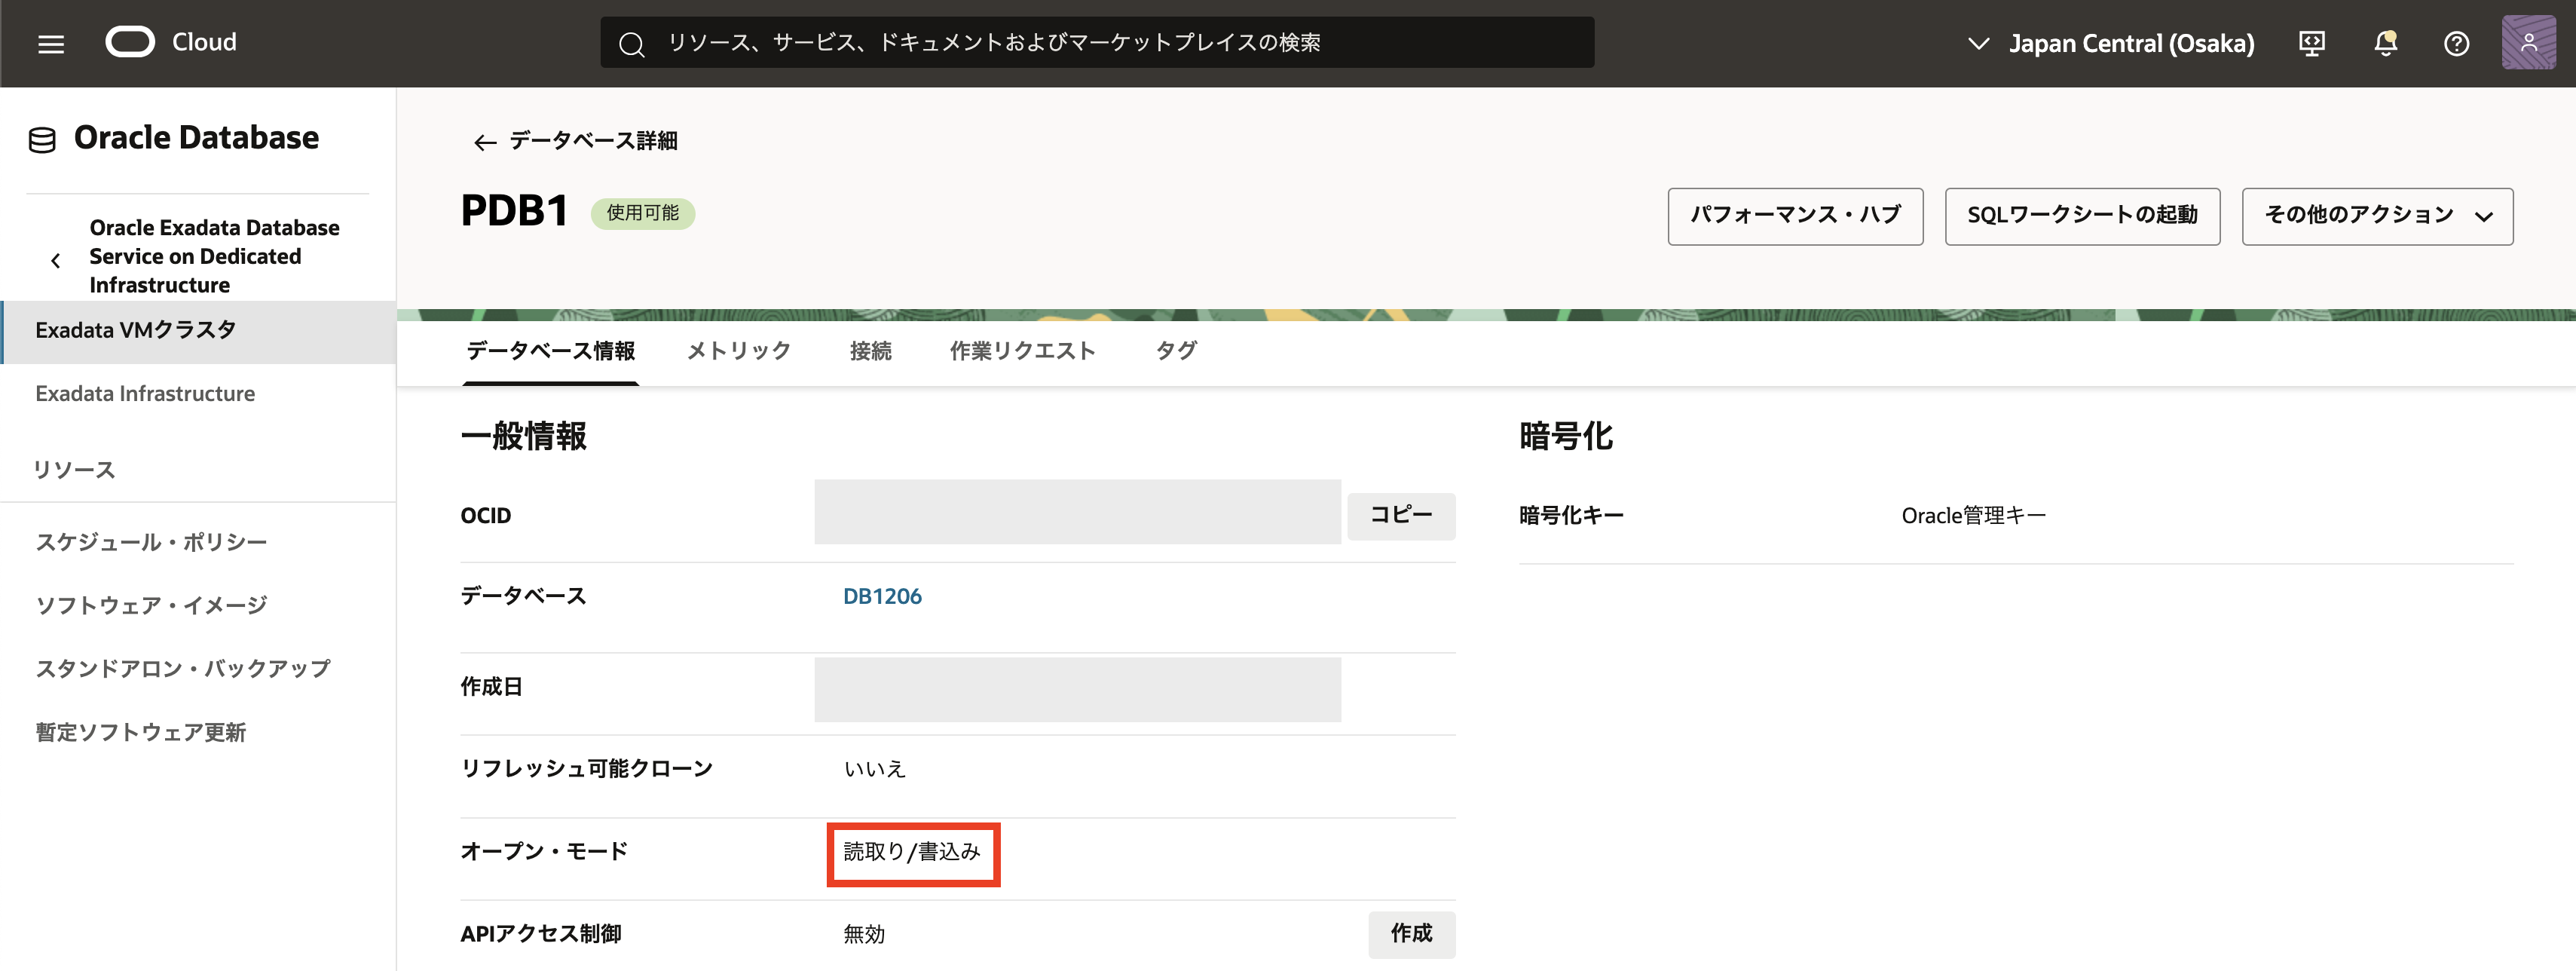 Cloud
リソース、サービス、ドキュメントおよびマーケットプレイスの検索
Japan Central (Osaka)
Oracle Database
Oracle Exadata Database
Service on Dedicated
Infrastructure
Exadata VMクラスタ
Exadata Infrastructure
リソース
スケジュール・ポリシー
ソフトウェア・イメージ
スタンドアロン・バックアップ
暫定ソフトウェア更新
データベース詳細
PDB1
使用可能
パフォーマンス・ハブ
SQLワークシートの起動
その他のアクション
データベース情報
メトリック
接続
作業リクエスト
タグ
一般情報
OCID
コピー
データベース
DB1206
作成日
リフレッシュ可能クローン
いいえ
オープン・モード
読取り/書込み
APIアクセス制御
無効
作成
暗号化
暗号化キー
Oracle管理キー